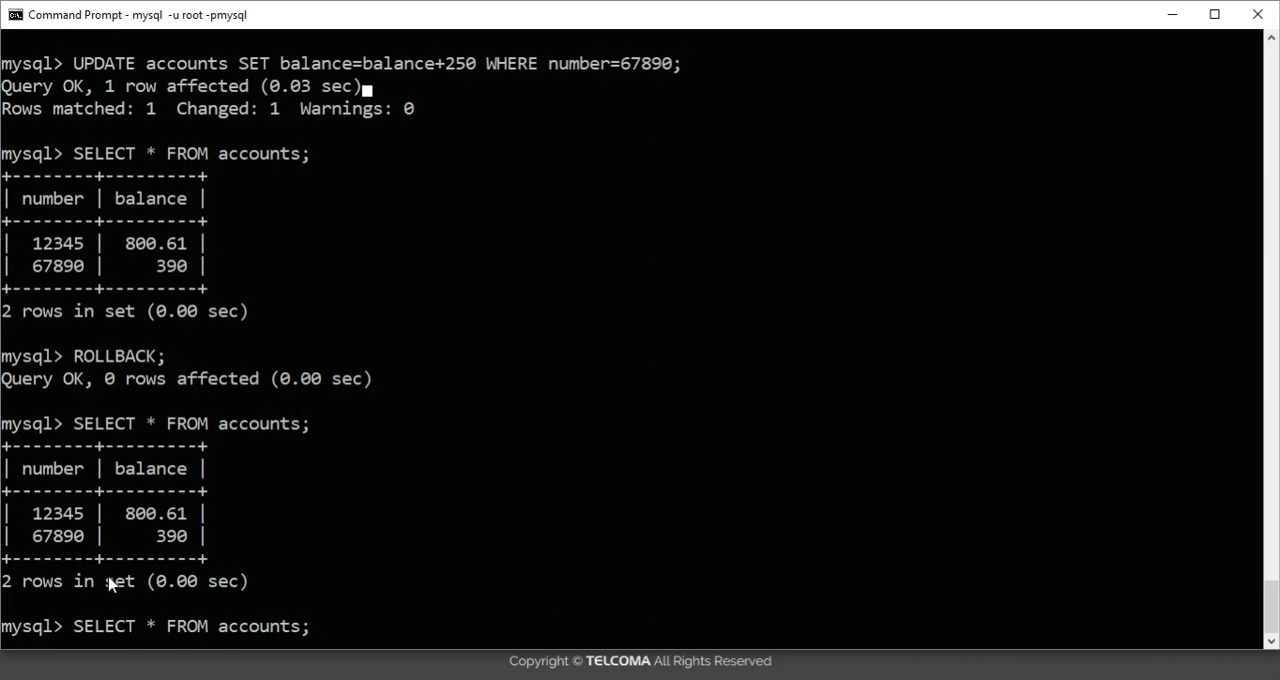 Command Prompt - mysql  -u root -pmysql
mysql> UPDATE accounts SET balance=balance+250 WHERE number=67890;
Query OK, 1 row affected (0.03 sec)
Rows matched: 1  Changed: 1  Warnings: 0
mysql> SELECT * FROM accounts;
+--------+---------+
| number | balance |
+--------+---------+
|  12345 |  800.61 |
|  67890 |     390 |
+--------+---------+
2 rows in set (0.00 sec)
mysql> ROLLBACK;
Query OK, 0 rows affected (0.00 sec)
mysql> SELECT * FROM accounts;
+--------+---------+
| number | balance |
+--------+---------+
|  12345 |  800.61 |
|  67890 |     390 |
+--------+---------+
2 rows in set (0.00 sec)
mysql> SELECT * FROM accounts;
Copyright © TELCOMA All Rights Reserved